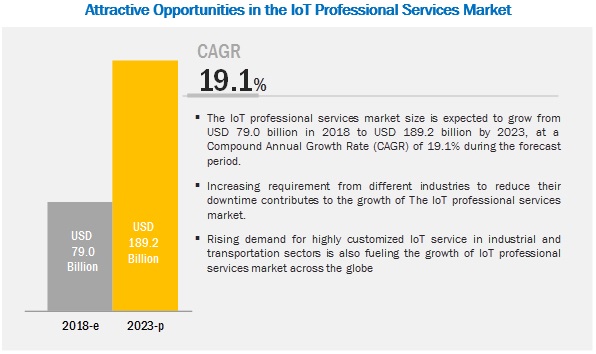 Attractive Opportunities in the IoT Professional Services Market
CAGR
19.1%
▪ The IoT professional services market size is expected to grow from
USD 79.0 billion in 2018 to USD 189.2 billion by 2023, at a
Compound Annual Growth Rate (CAGR) of 19.1% during the forecast
period.
▪ Increasing requirement from different industries to reduce their
downtime contributes to the growth of The IoT professional services
market.
▪ Rising demand for highly customized IoT service in industrial and
transportation sectors is also fueling the growth of IoT professional
services market across the globe
USD
79.0
Billion
USD
189.2
Billion
2018-e
2023-p